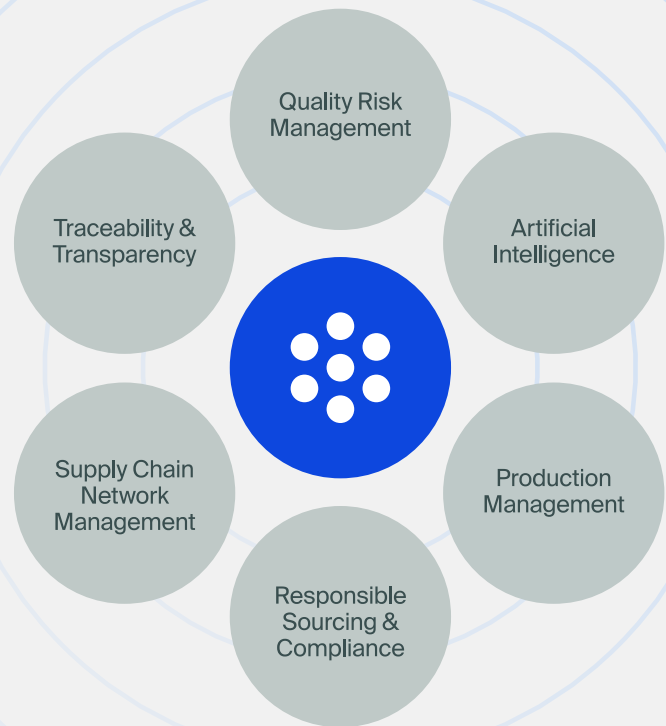 Quality Risk
Management
Traceability &
Transparency
Artificial
Intelligence
Supply Chain
Network
Management
Production
Management
Responsible
Sourcing &
Compliance